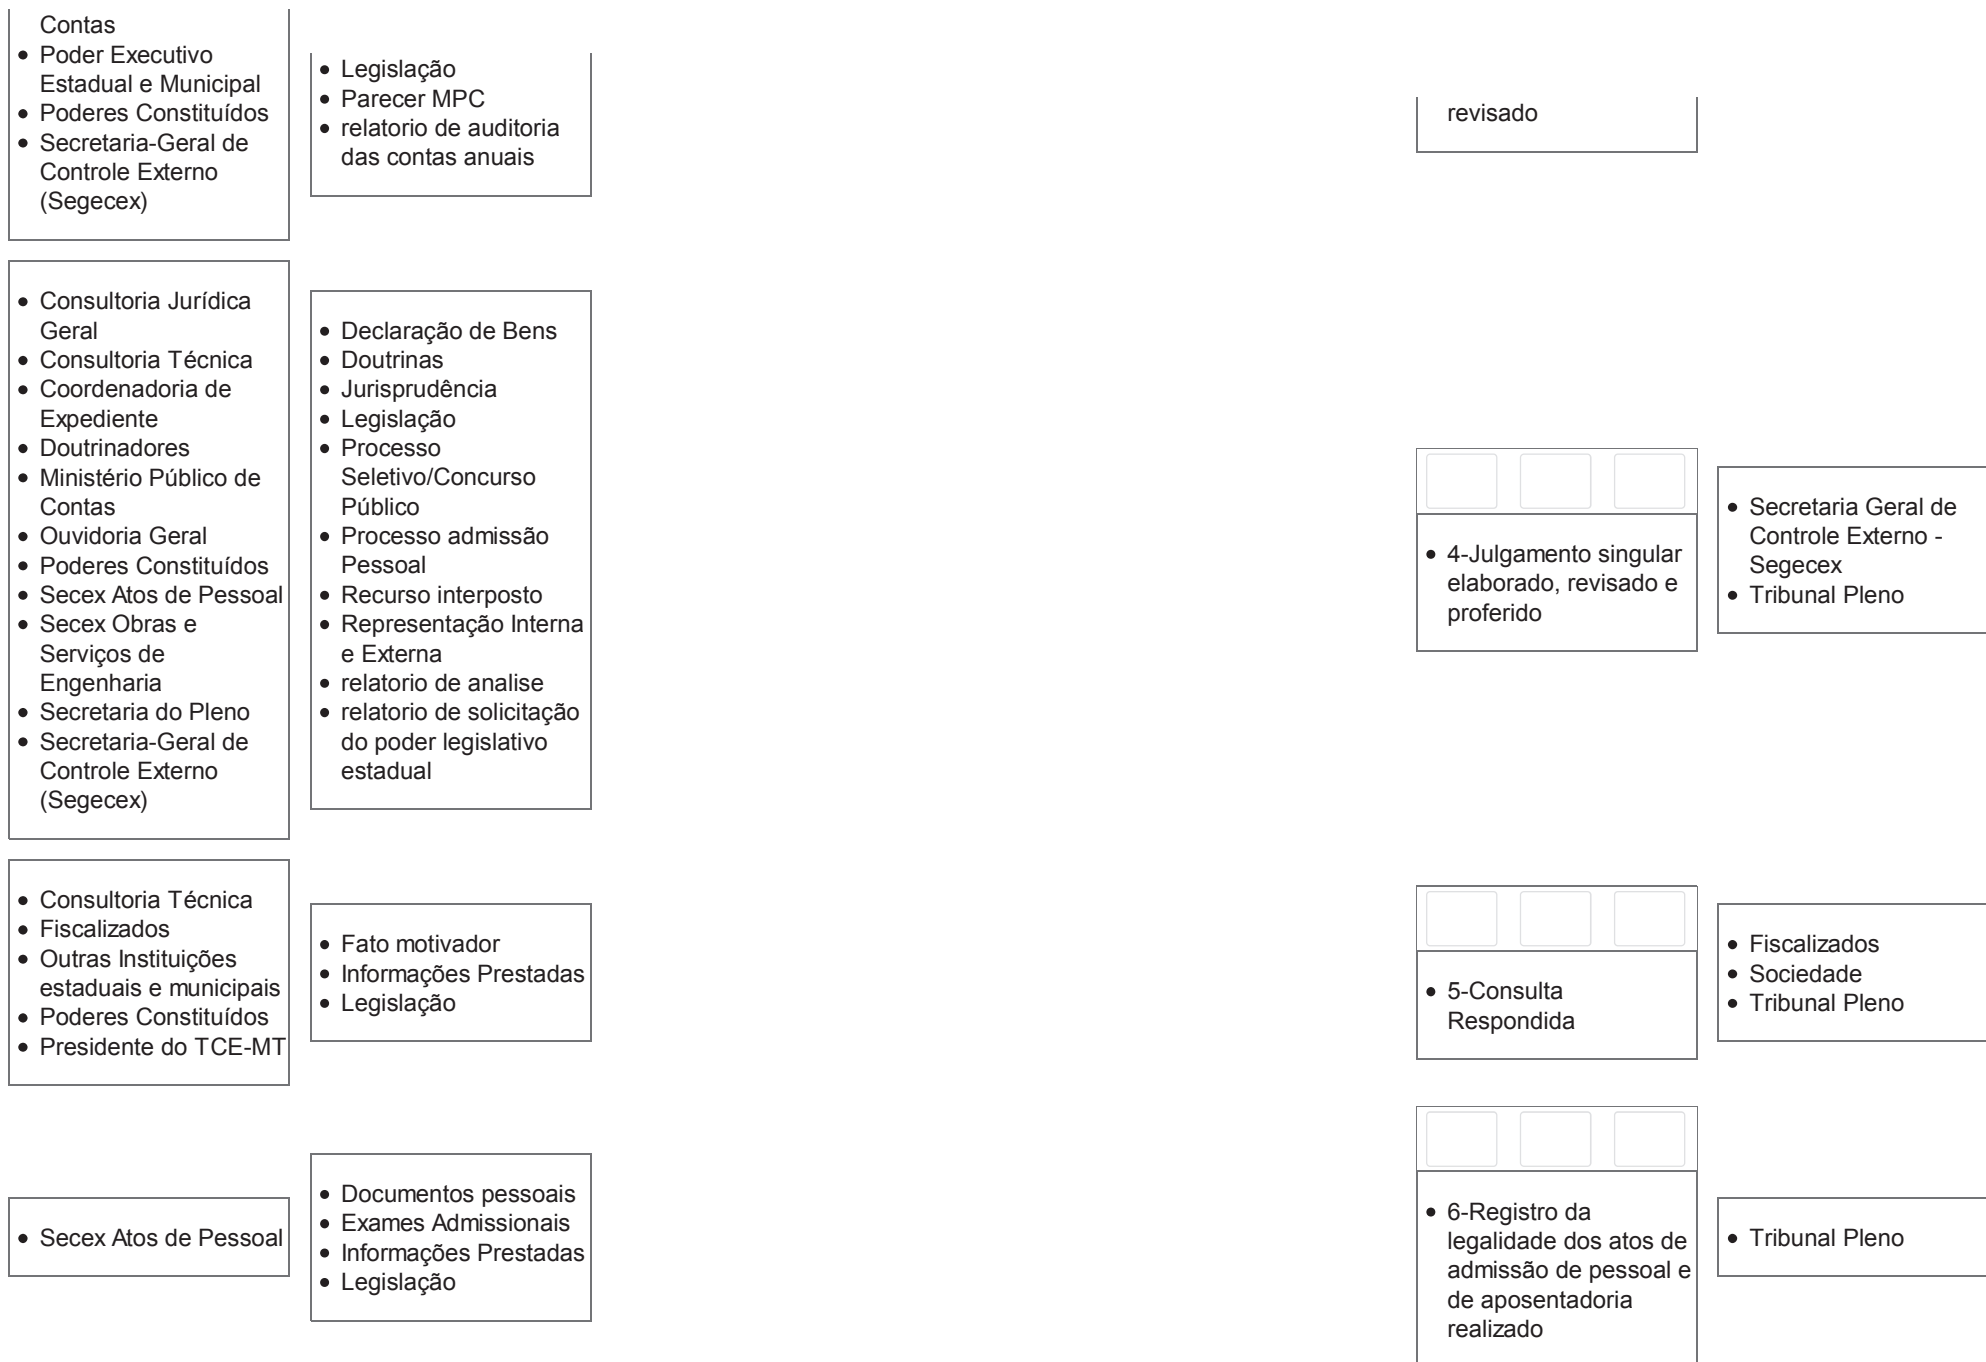 Contas
Poder Executivo
Estadual e Municipal
Poderes Constituídos
Secretaria-Geral de
Controle Externo
(Segecex)
Legislação
Parecer MPC
relatorio de auditoria
das contas anuais
revisado
Consultoria Jurídica
Geral
Consultoria Técnica
Coordenadoria de
Expediente
Doutrinadores
Ministério Público de
Contas
Ouvidoria Geral
Poderes Constituídos
Secex Atos de Pessoal
Secex Obras e
Serviços de
Engenharia
Secretaria do Pleno
Secretaria-Geral de
Controle Externo
(Segecex)
Declaração de Bens
Doutrinas
Jurisprudência
Legislação
Processo
Seletivo/Concurso
Público
Processo admissão
Pessoal
Recurso interposto
Representação Interna
e Externa
relatorio de analise
relatorio de solicitação
do poder legislativo
estadual
4-Julgamento singular
elaborado, revisado e
proferido
Secretaria Geral de
Controle Externo -
Segecex
Tribunal Pleno
Consultoria Técnica
Fiscalizados
Outras Instituições
estaduais e municipais
Poderes Constituídos
Presidente do TCE-MT
Fato motivador
Informações Prestadas
Legislação
5-Consulta
Respondida
Fiscalizados
Sociedade
Tribunal Pleno
Secex Atos de Pessoal
Documentos pessoais
Exames Admissionais
Informações Prestadas
Legislação
6-Registro da
legalidade dos atos de
admissão de pessoal e
de aposentadoria
realizado
Tribunal Pleno